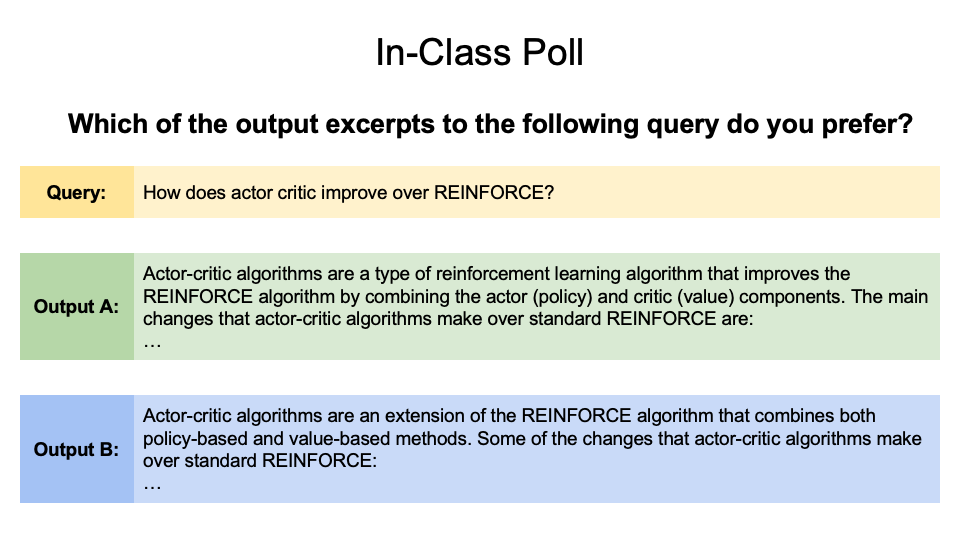 In-Class Poll
Which of the output excerpts to the following query do you prefer?
Query: How does actor critic improve over REINFORCE?
Output A: Actor-critic algorithms are a type of reinforcement learning algorithm that improves the
REINFORCE algorithm by combining the actor (policy) and critic (value) components. The main
changes that actor-critic algorithms make over standard REINFORCE are:
…
Output B: Actor-critic algorithms are an extension of the REINFORCE algorithm that combines both
policy-based and value-based methods. Some of the changes that actor-critic algorithms make
over standard REINFORCE:
…